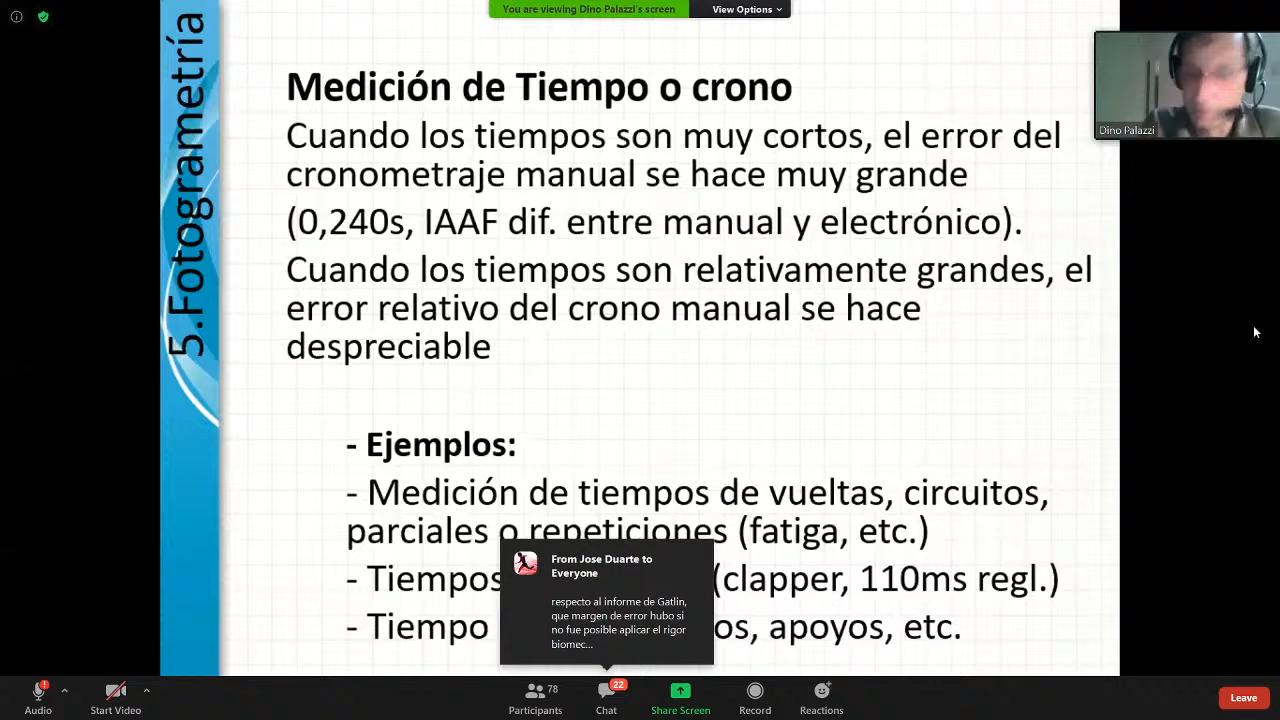 You are viewing Dino Palazzi's screen
View Options
5.Fotogrametría
Medición de Tiempo o crono
Cuando los tiempos son muy cortos, el error del
cronometraje manual se hace muy grande
(0,240s, IAAF dif. entre manual y electrónico).
Cuando los tiempos son relativamente grandes, el
error relativo del crono manual se hace
despreciable
- Ejemplos:
- Medición de tiempos de vueltas, circuitos,
parciales o repeticiones (fatiga, etc.)
- Tiempos (clapper, 110ms regl.)
- Tiempo os, apoyos, etc.
Dino Palazzi
From Jose Duarte to
Everyone
respecto al informe de Gatlin,
que margen de error hubo si
no fue posible aplicar el rigor
biomec...
Audio
Start Video
78
Participants
22
Chat
Share Screen
Record
Reactions
Leave